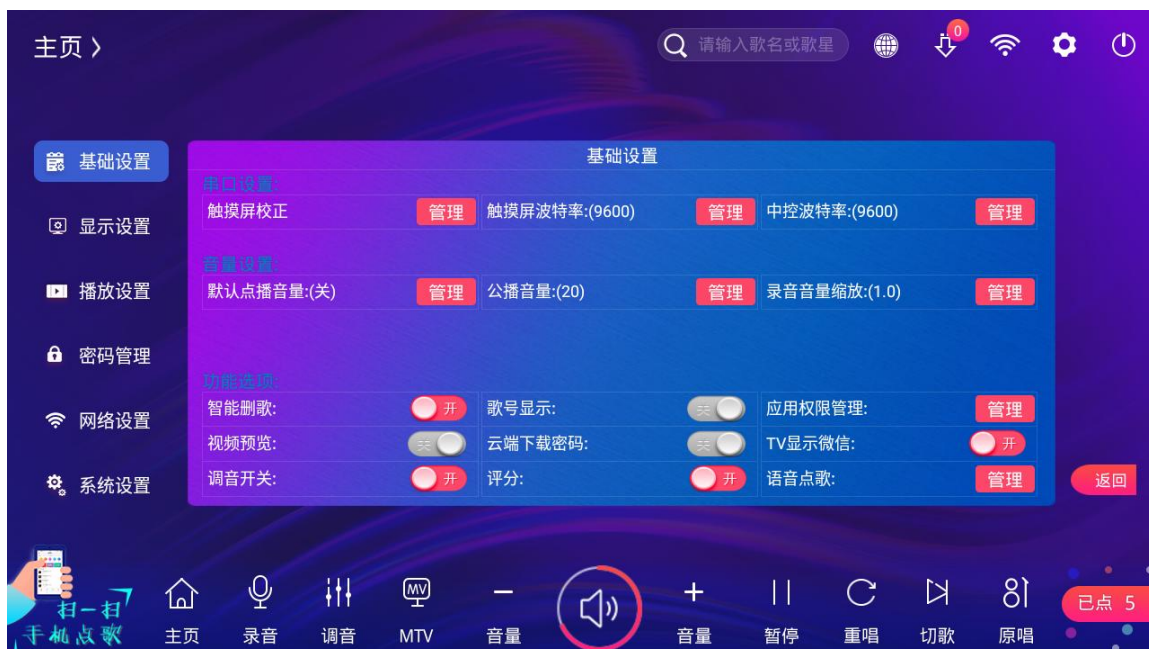 主页 〉
请输入歌名或歌星
0
基础设置
显示设置
播放设置
密码管理
网络设置
系统设置
基础设置
串口设置:
触摸屏校正 管理 触摸屏波特率:(9600) 管理 中控波特率:(9600) 管理
音量设置:
默认点播音量:(关) 管理 公播音量:(20) 管理 录音音量缩放:(1.0) 管理
功能选项:
智能删歌: 开 歌号显示: 关 应用权限管理: 管理
视频预览: 关 云端下载密码: 关 TV显示微信: 开
调音开关: 开 评分: 开 语音点歌: 管理
返回
扫一扫
手机点歌
MV
主页 录音 调音 MTV 音量 音量 暂停 重唱 切歌 原唱
已点 5